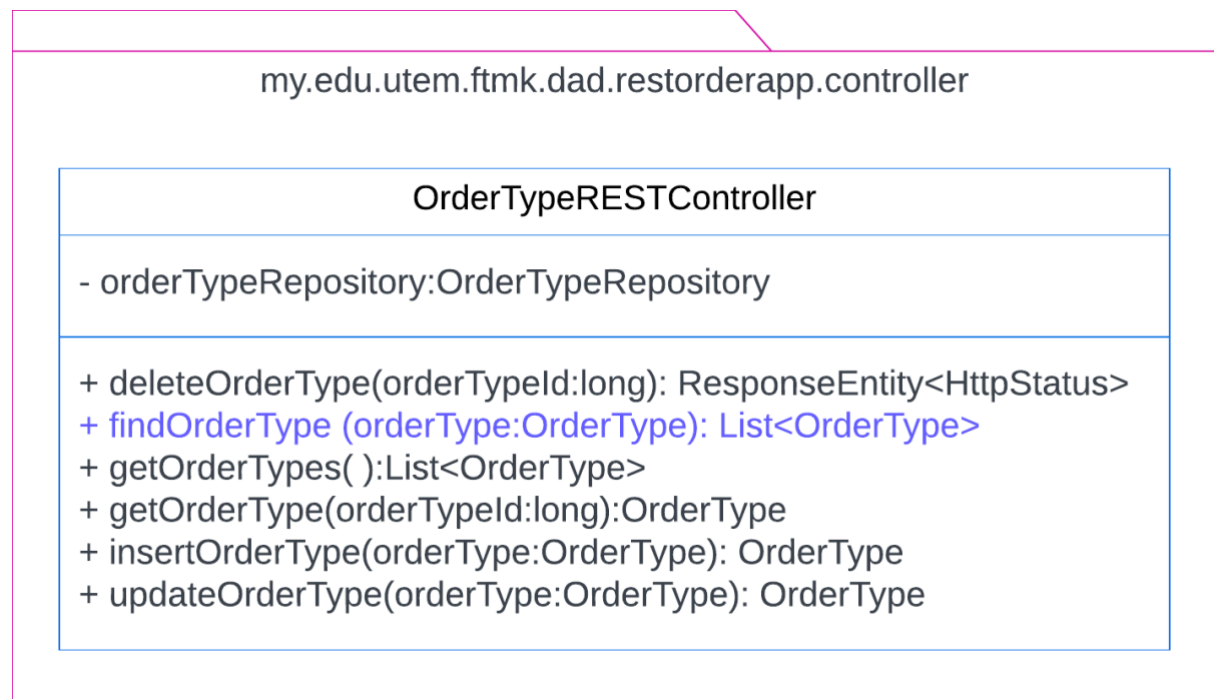 my.edu.utem.ftmk.dad.restorderapp.controller
OrderTypeRESTController
- orderTypeRepository:OrderTypeRepository
+ deleteOrderType(orderTypeId:long): ResponseEntity<HttpStatus>
+ findOrderType (orderType:OrderType): List<OrderType>
+ getOrderTypes( ):List<OrderType>
+ getOrderType(orderTypeId:long):OrderType
+ insertOrderType(orderType:OrderType): OrderType
+ updateOrderType(orderType:OrderType): OrderType